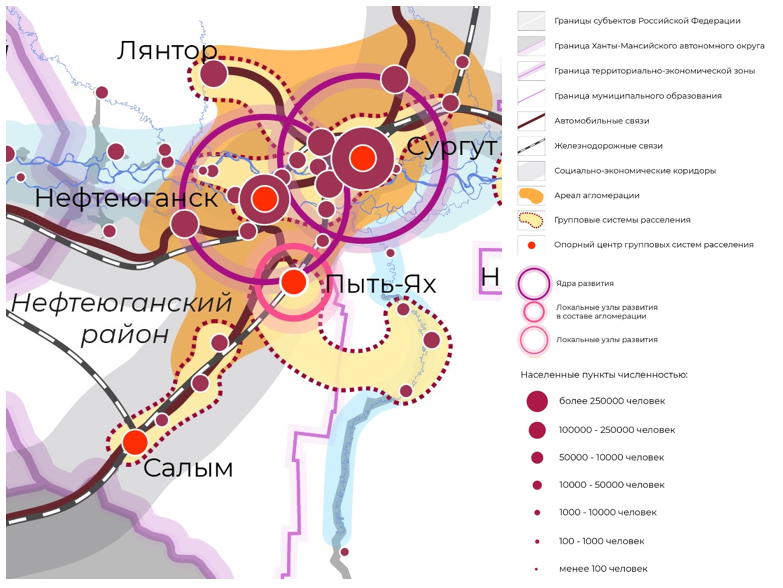 Лянтор
Сургут
Нефтеюганск
Пыть-Ях
Н
Нефтеюганский
район
Салым
Границы субъектов Российской Федерации
Граница Ханты-Мансийского автономного округа
Граница территориально-экономической зоны
Граница муниципального образования
Автомобильные связи
Железнодорожные связи
Социально-экономические коридоры
Ареал агломерации
Групповые системы расселения
Опорный центр групповых систем расселения
Ядра развития
Локальные узлы развития
в составе агломерации
Локальные узлы развития
Населенные пункты численностью:
более 250000 человек
100000 - 250000 человек
50000 - 10000 человек
10000 - 50000 человек
1000 - 10000 человек
100 - 1000 человек
менее 100 человек